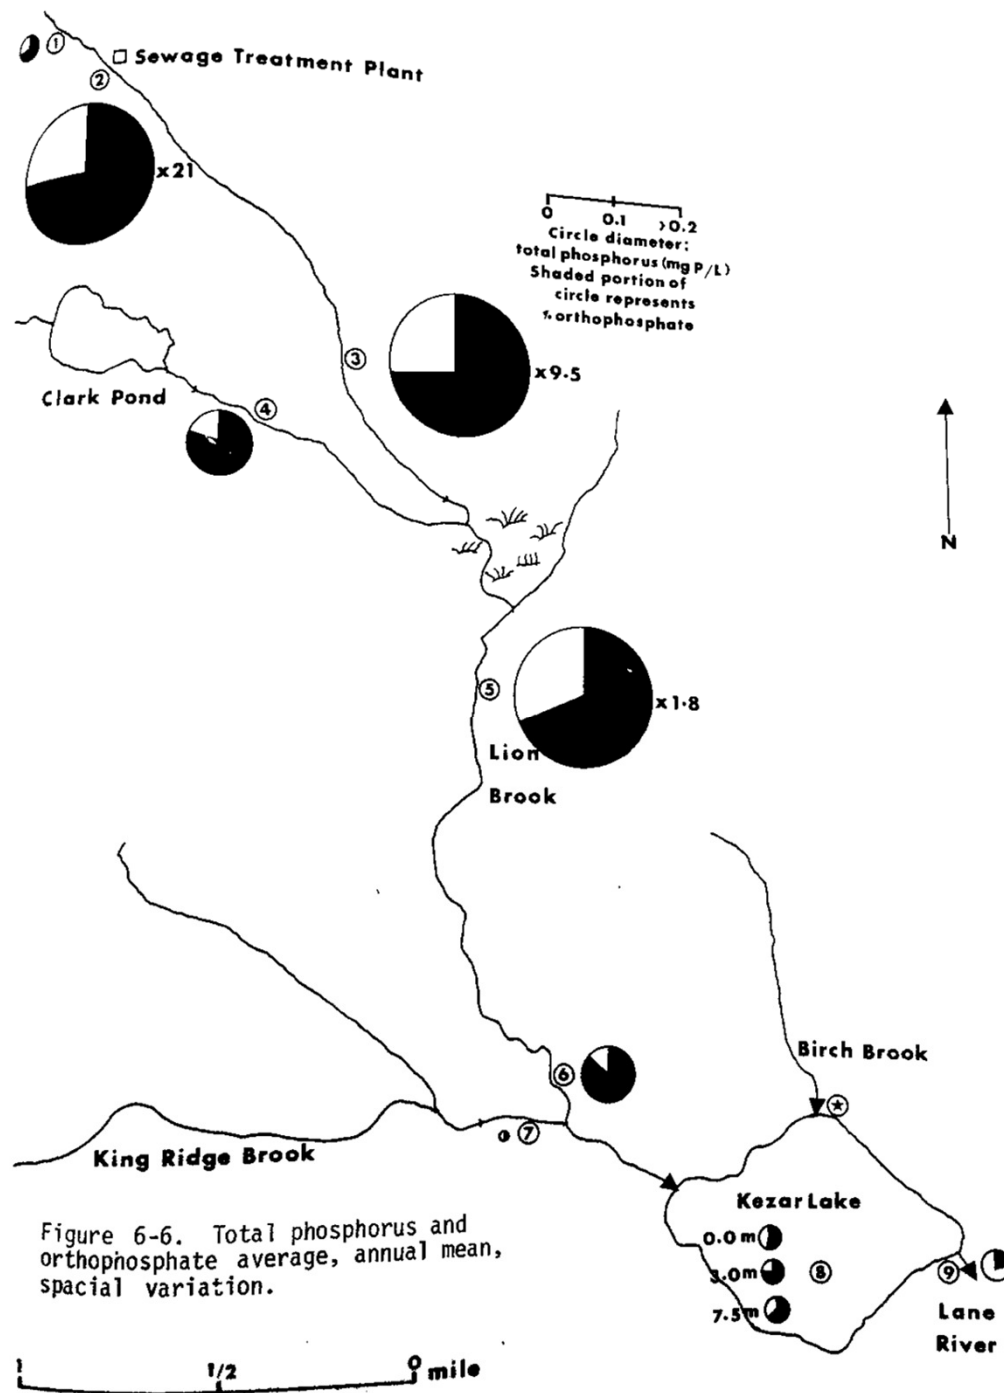 ① □ Sewage Treatment Plant
②
x21
0 0.1 >0.2
Circle diameter:
total phosphorus (mg P/L)
Shaded portion of
circle represents
% orthophosphate
③
x9.5
Clark Pond
④
N
⑤
x1.8
Lion
Brook
Birch Brook
⑥
⑦
King Ridge Brook
Kezar Lake
0.0 m
3.0m ⑧
7.5m
⑨
Lane
River
Figure 6-6. Total phosphorus and
orthophosphate average, annual mean,
spacial variation.
1 1/2 0 mile